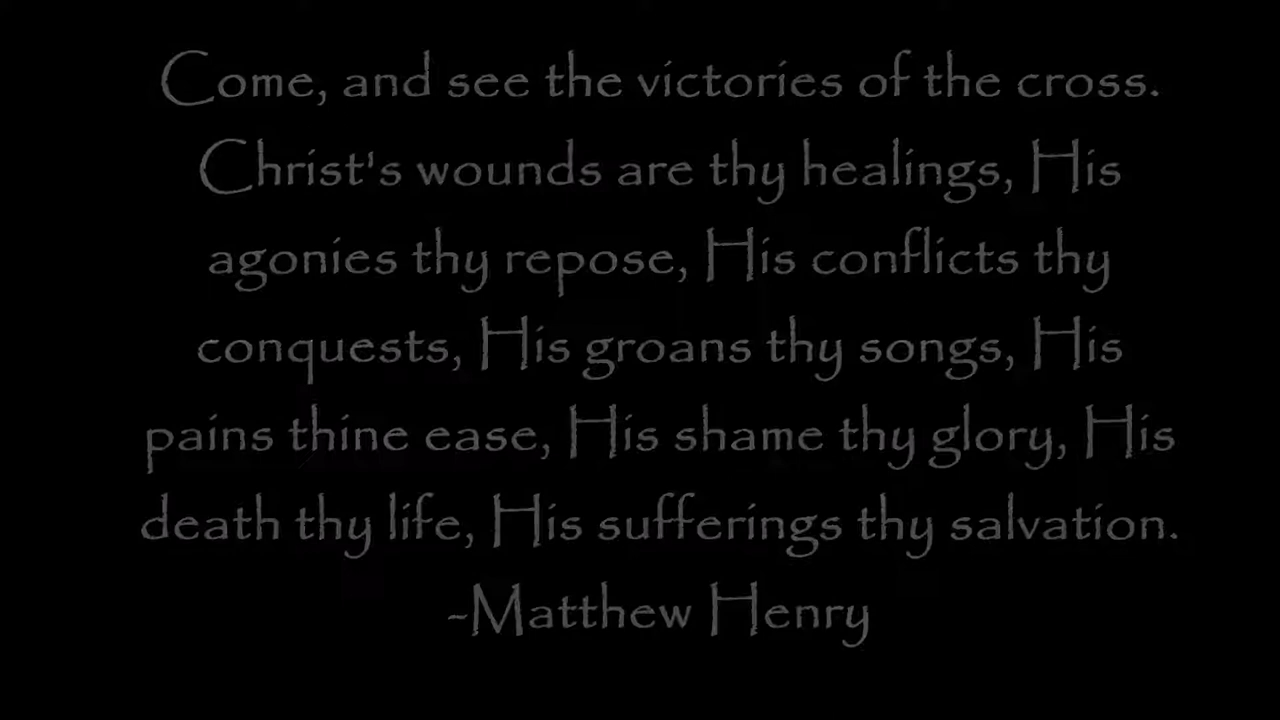 Come, and see the victories of the cross.
Christ's wounds are thy healings, His
agonies thy repose, His conflicts thy
conquests, His groans thy songs, His
pains thine ease, His shame thy glory, His
death thy life, His sufferings thy salvation.
-Matthew Henry